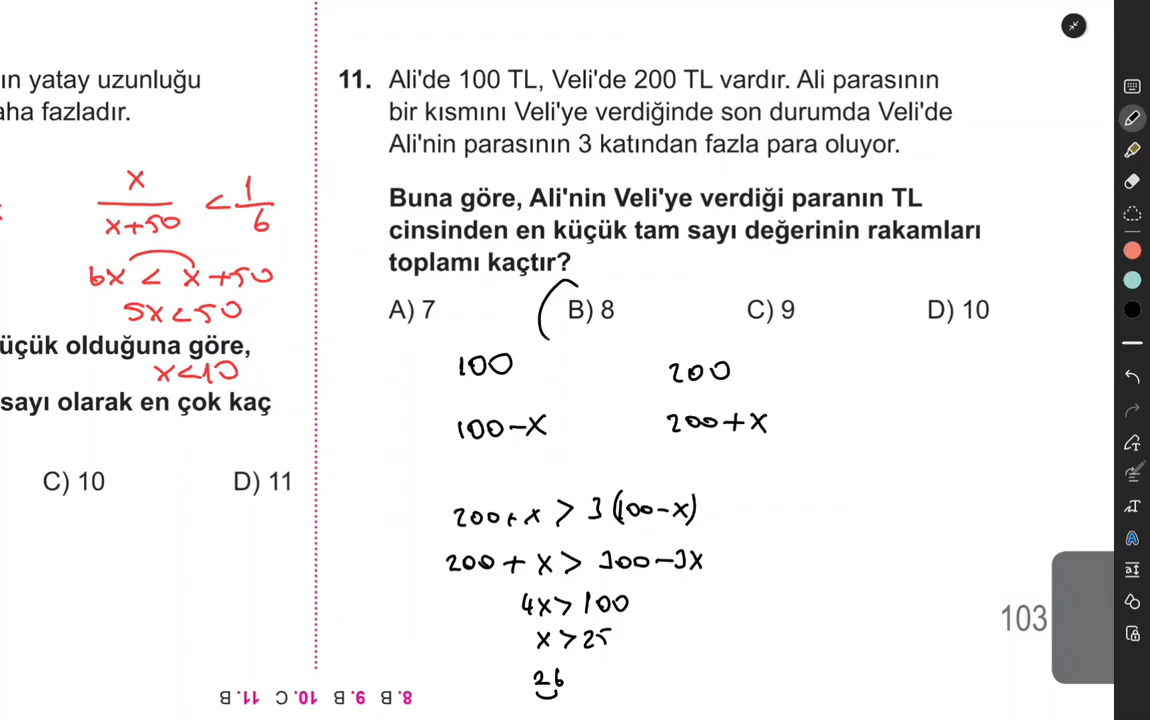 ın yatay uzunluğu
aha fazladır.
x / x+50 < 1/6
6x < x+50
5x<50
üçük olduğuna göre,
x<10
sayı olarak en çok kaç
C) 10 D) 11
8. B 9. B 10. C 11. B
11. Ali'de 100 TL, Veli'de 200 TL vardır. Ali parasının
bir kısmını Veli'ye verdiğinde son durumda Veli'de
Ali'nin parasının 3 katından fazla para oluyor.
Buna göre, Ali'nin Veli'ye verdiği paranın TL
cinsinden en küçük tam sayı değerinin rakamları
toplamı kaçtır?
A) 7 B) 8 C) 9 D) 10
100 200
100-x 200+x
200+x > 3(100-x)
200+x > 300-3x
4x>100
x>25
26
103